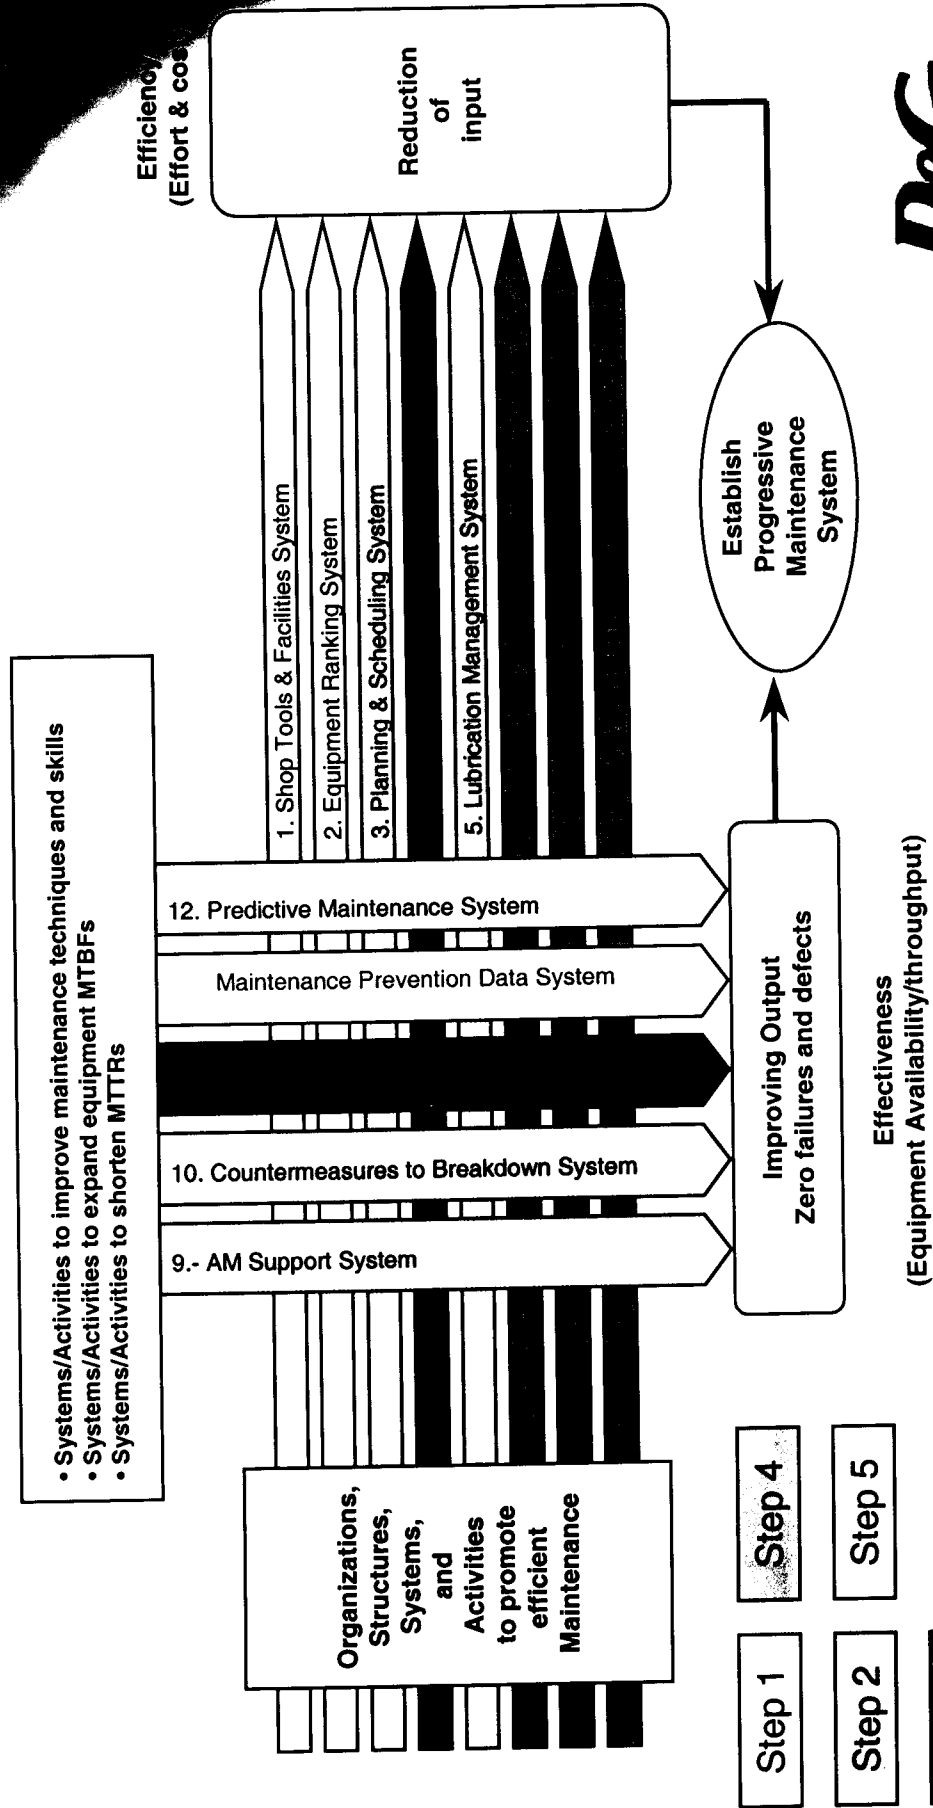 • Systems/Activities to improve maintenance techniques and skills
• Systems/Activities to expand equipment MTBFs
• Systems/Activities to shorten MTTRs
Efficiency
(Effort & cos
Organizations,
Structures,
Systems,
and
Activities
to promote
efficient
Maintenance
9.- AM Support System
10. Countermeasures to Breakdown System
Maintenance Prevention Data System
12. Predictive Maintenance System
1. Shop Tools & Facilities System
2. Equipment Ranking System
3. Planning & Scheduling System
5. Lubrication Management System
Reduction
of
input
Improving Output
Zero failures and defects
Establish
Progressive
Maintenance
System
Effectiveness
(Equipment Availability/throughput)
Step 1
Step 4
Step 2
Step 5